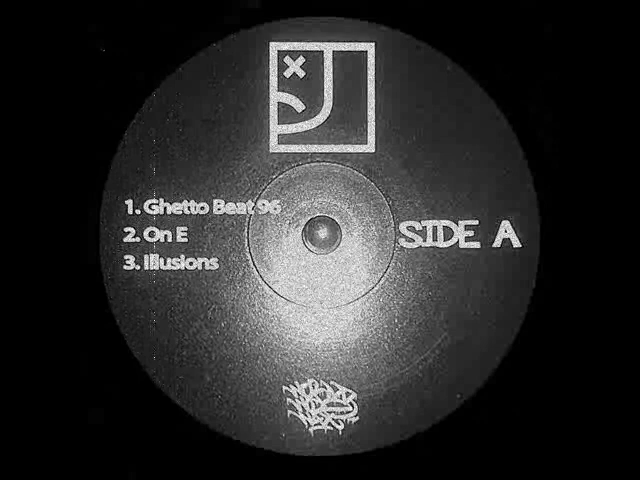 1. Ghetto Beat 96
2. On E
3. Illusions
SIDE A